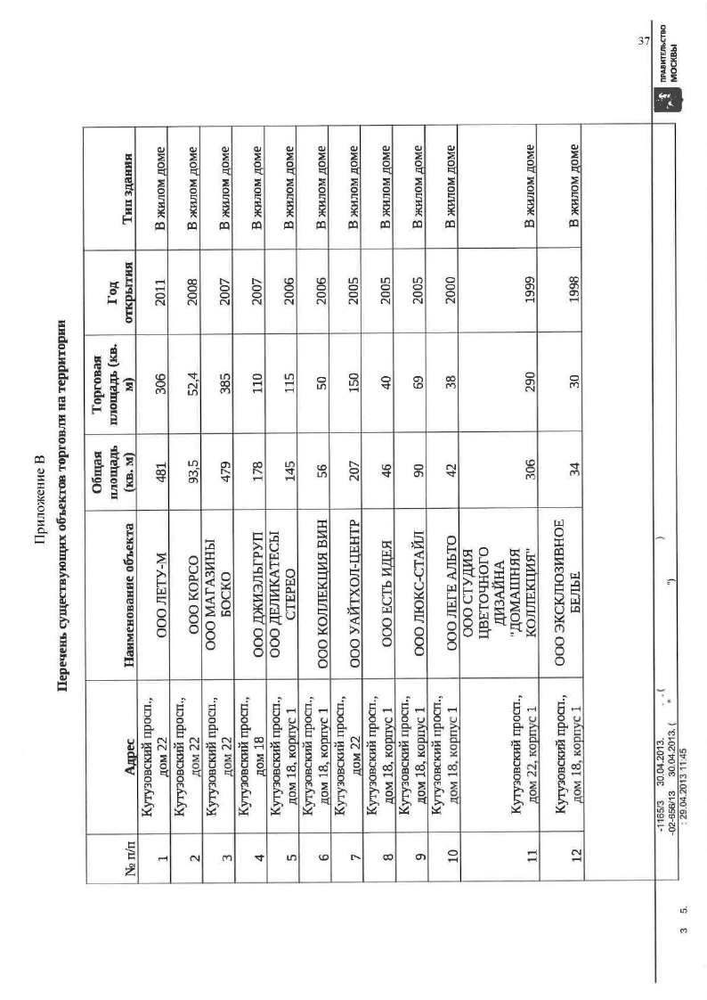 Приложение В
Перечень существующих объектов торговли на территории
№ п/п Адрес Наименование объекта Общая площадь (кв. м) Торговая площадь (кв. м) Год открытия Тип здания
1 Кутузовский просп., дом 22 ООО ЛЕТУ-М 481 306 2011 В жилом доме
2 Кутузовский просп., дом 22 ООО КОРСО 93,5 52,4 2008 В жилом доме
3 Кутузовский просп., дом 22 ООО МАГАЗИНЫ БОСКО 479 385 2007 В жилом доме
4 Кутузовский просп., дом 18 ООО ДЖИЭЛЬГРУП 178 110 2007 В жилом доме
5 Кутузовский просп., дом 18, корпус 1 ООО ДЕЛИКАТЕСЫ СТЕРЕО 145 115 2006 В жилом доме
6 Кутузовский просп., дом 18, корпус 1 ООО КОЛЛЕКЦИЯ ВИН 56 50 2006 В жилом доме
7 Кутузовский просп., дом 22 ООО УАЙТХОЛ-ЦЕНТР 207 150 2005 В жилом доме
8 Кутузовский просп., дом 18, корпус 1 ООО ЕСТЬ ИДЕЯ 46 40 2005 В жилом доме
9 Кутузовский просп., дом 18, корпус 1 ООО ЛЮКС-СТАЙЛ 90 69 2005 В жилом доме
10 Кутузовский просп., дом 18, корпус 1 ООО ЛЕГЕ АЛЬТО 42 38 2000 В жилом доме
11 Кутузовский просп., дом 22, корпус 1 ООО СТУДИЯ ЦВЕТОЧНОГО ДИЗАЙНА "ДОМАШНЯЯ КОЛЛЕКЦИЯ" 306 290 1999 В жилом доме
12 Кутузовский просп., дом 18, корпус 1 ООО ЭКСКЛЮЗИВНОЕ БЕЛЬЕ 34 30 1998 В жилом доме
37
ПРАВИТЕЛЬСТВО
МОСКВЫ
-1165/3 30.04.2013. . . ( )
-02-656/13 30.04.2013. ( " ")
: 29.04.2013 11:45
3 5.